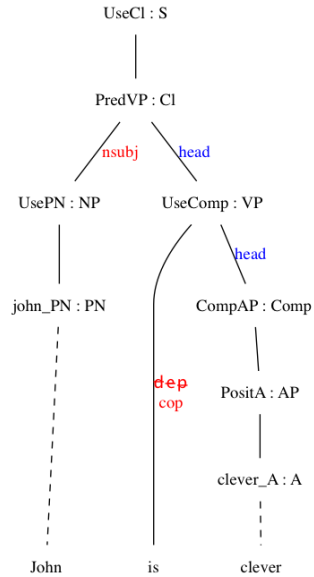 UseCl : S
PredVP : Cl
nsubj head
UsePN : NP UseComp : VP
head
john_PN : PN CompAP : Comp
dep
cop
PositA : AP
clever_A : A
John is clever